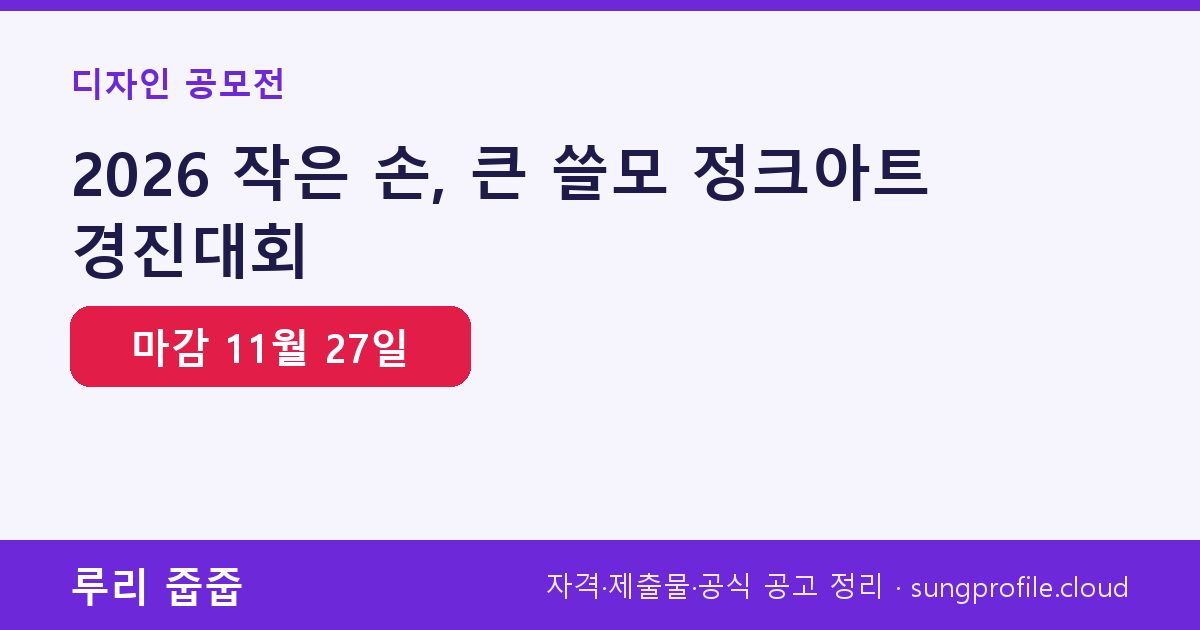 디자인 공모전
2026 작은 손, 큰 쓸모 정크아트
경진대회
마감 11월 27일
루리 줍줍
자격·제출물·공식 공고 정리 · sungprofile.cloud